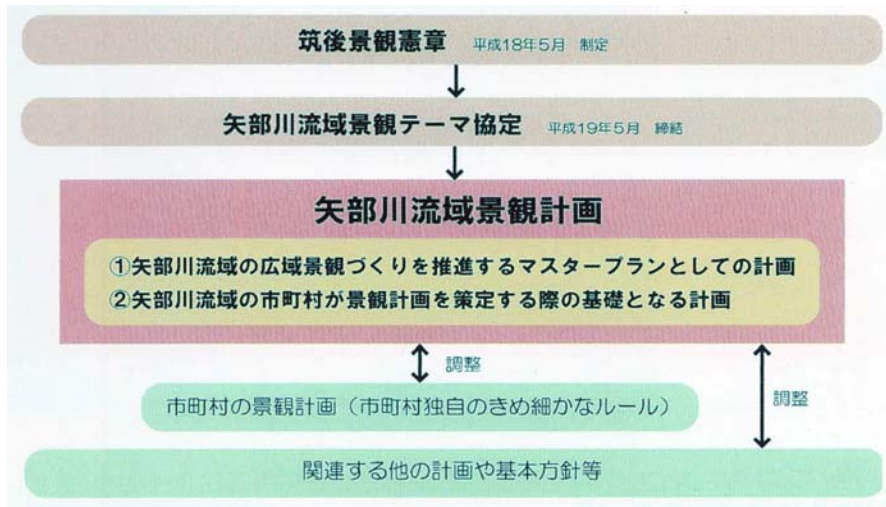 筑後景観憲章 平成18年5月 制定
矢部川流域景観テーマ協定 平成19年5月 締結
矢部川流域景観計画
①矢部川流域の広域景観づくりを推進するマスタープランとしての計画
②矢部川流域の市町村が景観計画を策定する際の基礎となる計画
調整
市町村の景観計画（市町村独自のきめ細かなルール）
調整
関連する他の計画や基本方針等